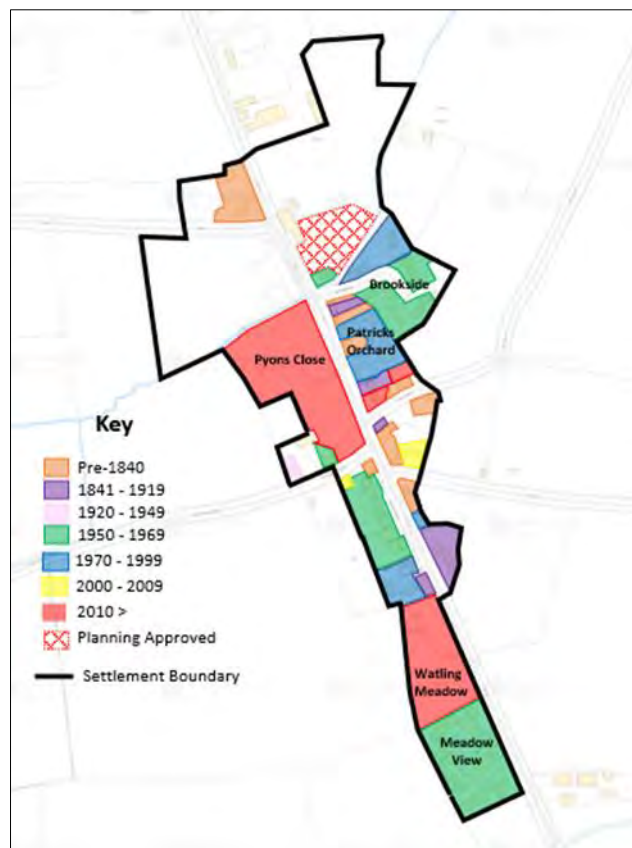 Brookside
Patricks
Orchard
Pyons Close
Key
Pre-1840
1841 - 1919
1920 - 1949
1950 - 1969
1970 - 1999
2000 - 2009
2010 >
Planning Approved
Settlement Boundary
Watling
Meadow
Meadow
View